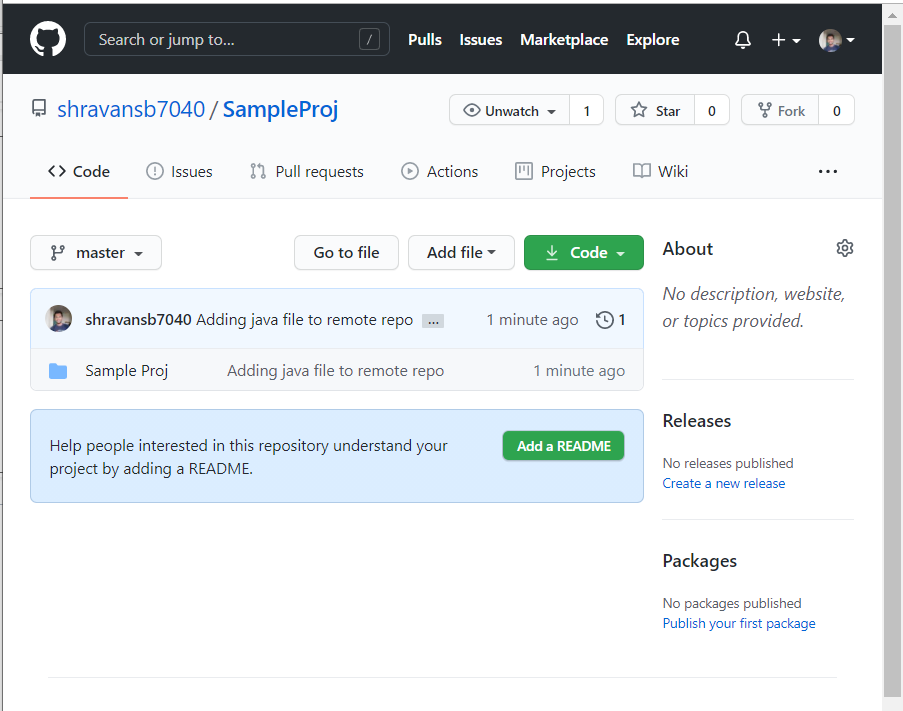 Search or jump to... / Pulls Issues Marketplace Explore
shravansb7040 / SampleProj Unwatch 1 Star 0 Fork 0
Code Issues Pull requests Actions Projects Wiki ...
master Go to file Add file Code About
No description, website,
or topics provided.
shravansb7040 Adding java file to remote repo ... 1 minute ago 1
Sample Proj Adding java file to remote repo 1 minute ago
Help people interested in this repository understand your
project by adding a README.
Add a README
Releases
No releases published
Create a new release
Packages
No packages published
Publish your first package